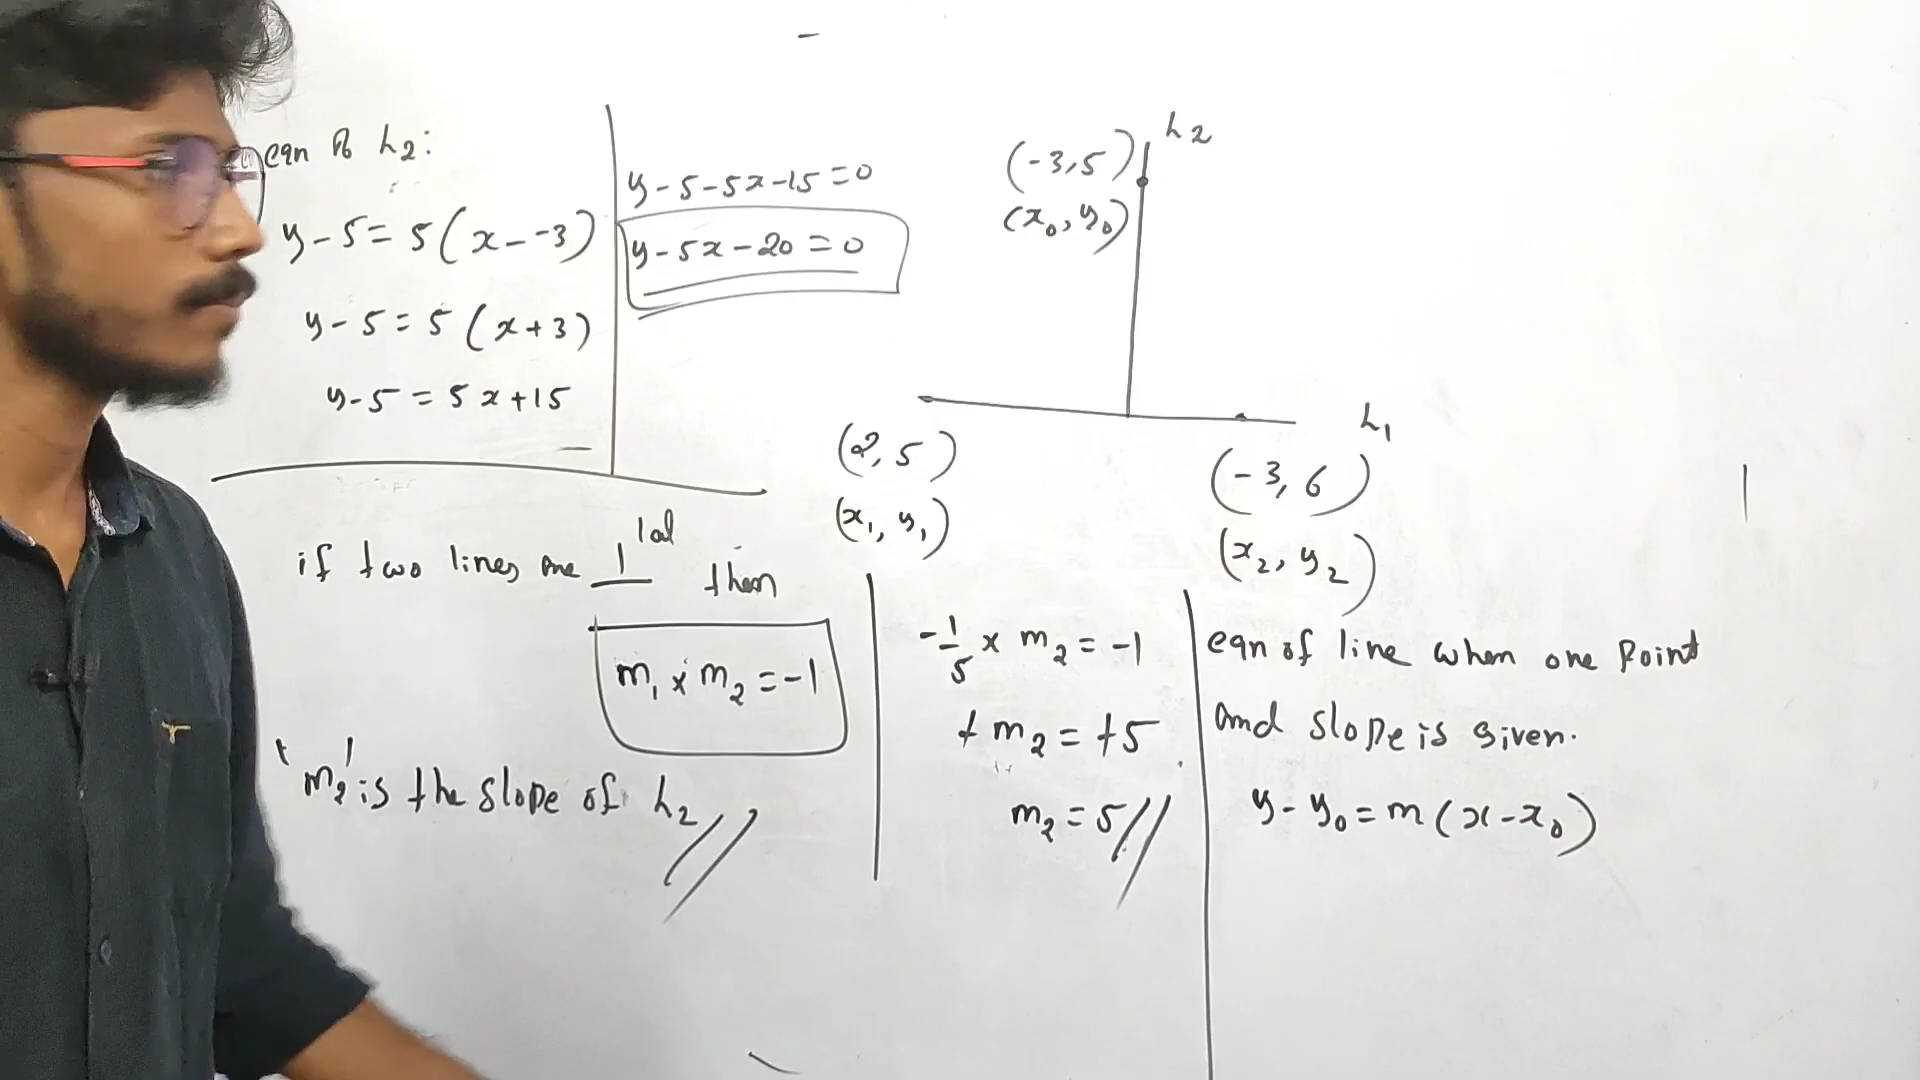 eqn of L2:
y - 5 = 5(x - -3)
y - 5 = 5(x+3)
y - 5 = 5x+15
y - 5 - 5x - 15 = 0
y - 5x - 20 = 0
L2
(-3,5)
(x₀, y₀)
L₁
(2, 5)
(x₁, y₁)
(-3, 6)
(x₂, y₂)
if two lines are ⊥lal then
m₁ x m₂ = -1
'm₂' is the slope of L₂ //
-1/5 x m₂ = -1
+ m₂ = +5
m₂ = 5 //
eqn of line when one point
and slope is given.
y - y₀ = m(x - x₀)